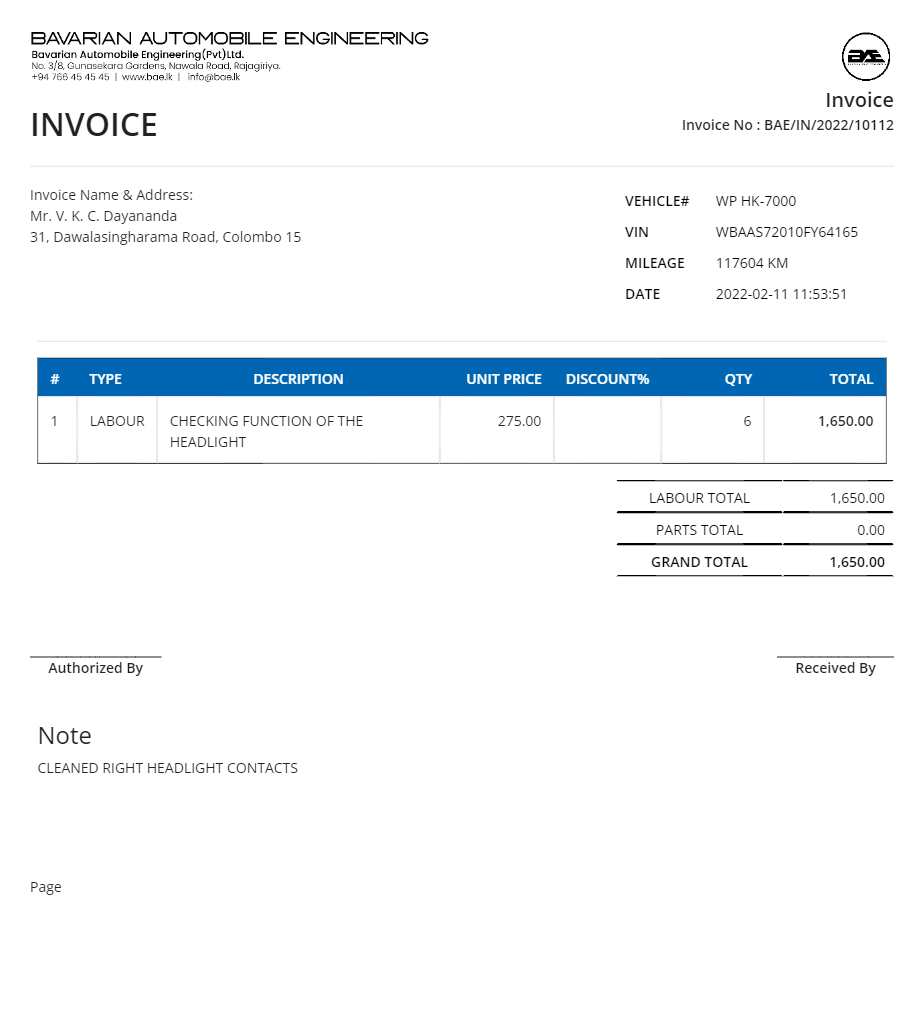 BAVARIAN AUTOMOBILE ENGINEERING
Bavarian Automobile Engineering(Pvt)Ltd.
No. 3/8, Gunasekara Gardens, Nawala Road, Rajagiriya.
+94 766 45 45 45 | www.bae.lk | info@bae.lk
BAE
Invoice
INVOICE
Invoice No : BAE/IN/2022/10112
Invoice Name & Address:
Mr. V. K. C. Dayananda
31, Dawalasingharama Road, Colombo 15
VEHICLE# WP HK-7000
VIN WBAAS72010FY64165
MILEAGE 117604 KM
DATE 2022-02-11 11:53:51
# TYPE DESCRIPTION UNIT PRICE DISCOUNT% QTY TOTAL
1 LABOUR CHECKING FUNCTION OF THE 275.00 6 1,650.00
HEADLIGHT
LABOUR TOTAL 1,650.00
PARTS TOTAL 0.00
GRAND TOTAL 1,650.00
Authorized By Received By
Note
CLEANED RIGHT HEADLIGHT CONTACTS
Page